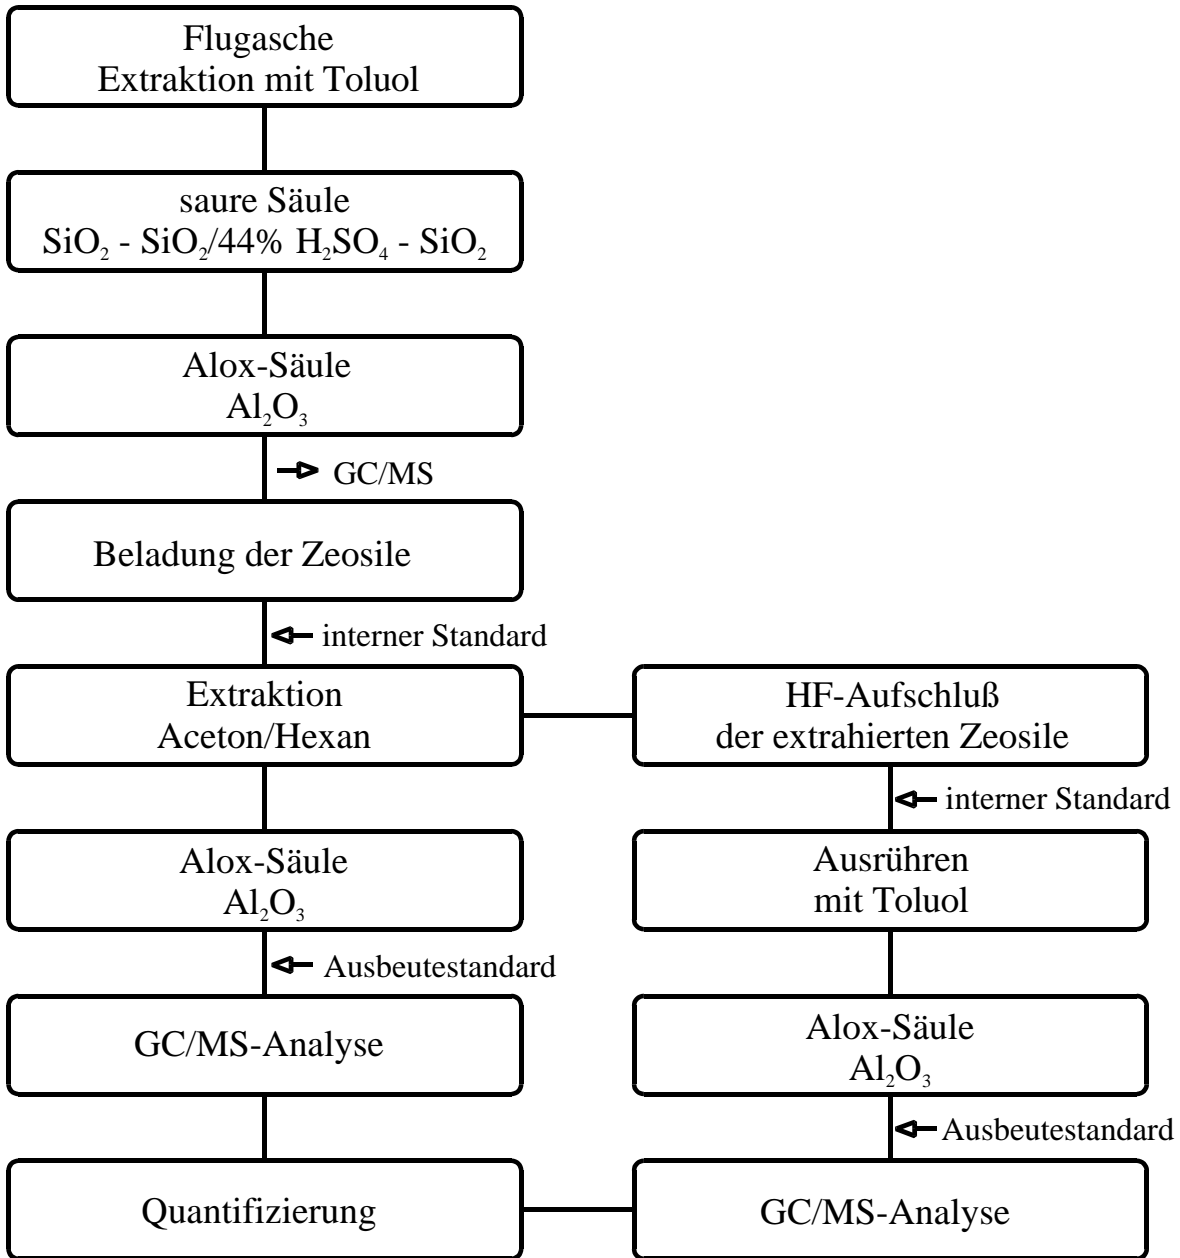 Flugasche
Extraktion mit Toluol
saure Säule
SiO₂ - SiO₂/44% H₂SO₄ - SiO₂
Alox-Säule
Al₂O₃
GC/MS
Beladung der Zeosile
interner Standard
Extraktion
Aceton/Hexan
HF-Aufschluß
der extrahierten Zeosile
interner Standard
Alox-Säule
Al₂O₃
Ausrühren
mit Toluol
Ausbeutestandard
GC/MS-Analyse
Alox-Säule
Al₂O₃
Ausbeutestandard
Quantifizierung
GC/MS-Analyse